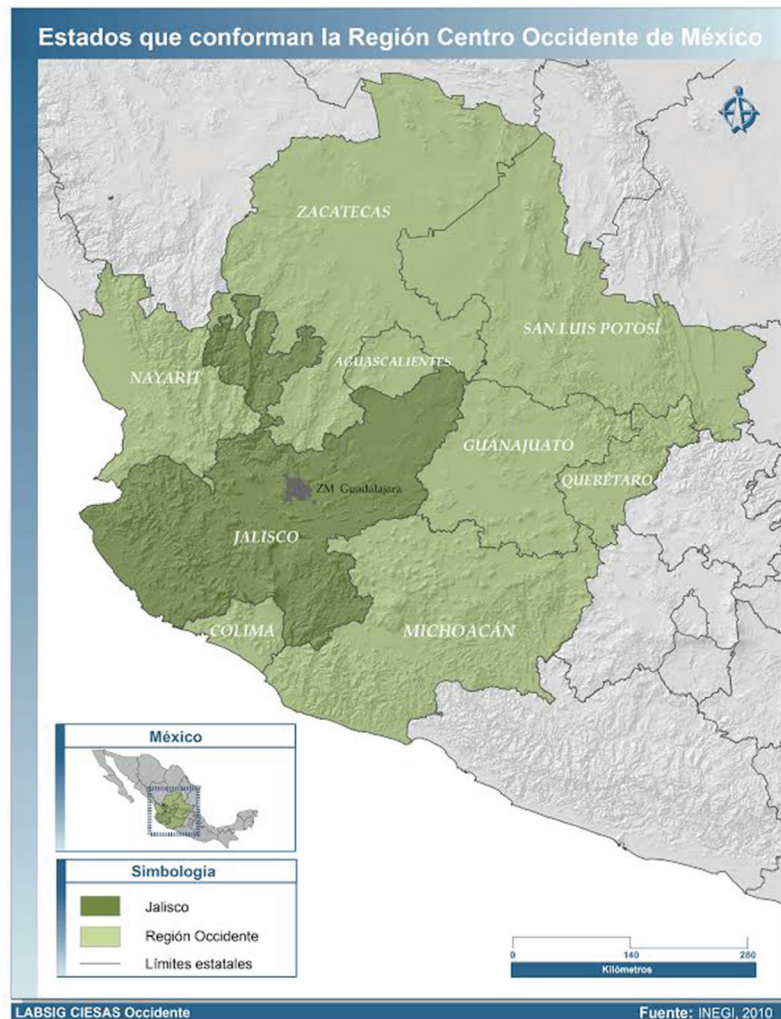 Estados que conforman la Región Centro Occidente de México
ZACATECAS
SAN LUIS POTOSÍ
NAYARIT
AGUASCALIENTES
GUANAJUATO
QUERÉTARO
ZM Guadalajara
JALISCO
COLIMA
MICHOACÁN
México
Simbología
Jalisco
Región Occidente
Límites estatales
0 140 280
Kilómetros
LABSIG CIESAS Occidente
Fuente: INEGI, 2010